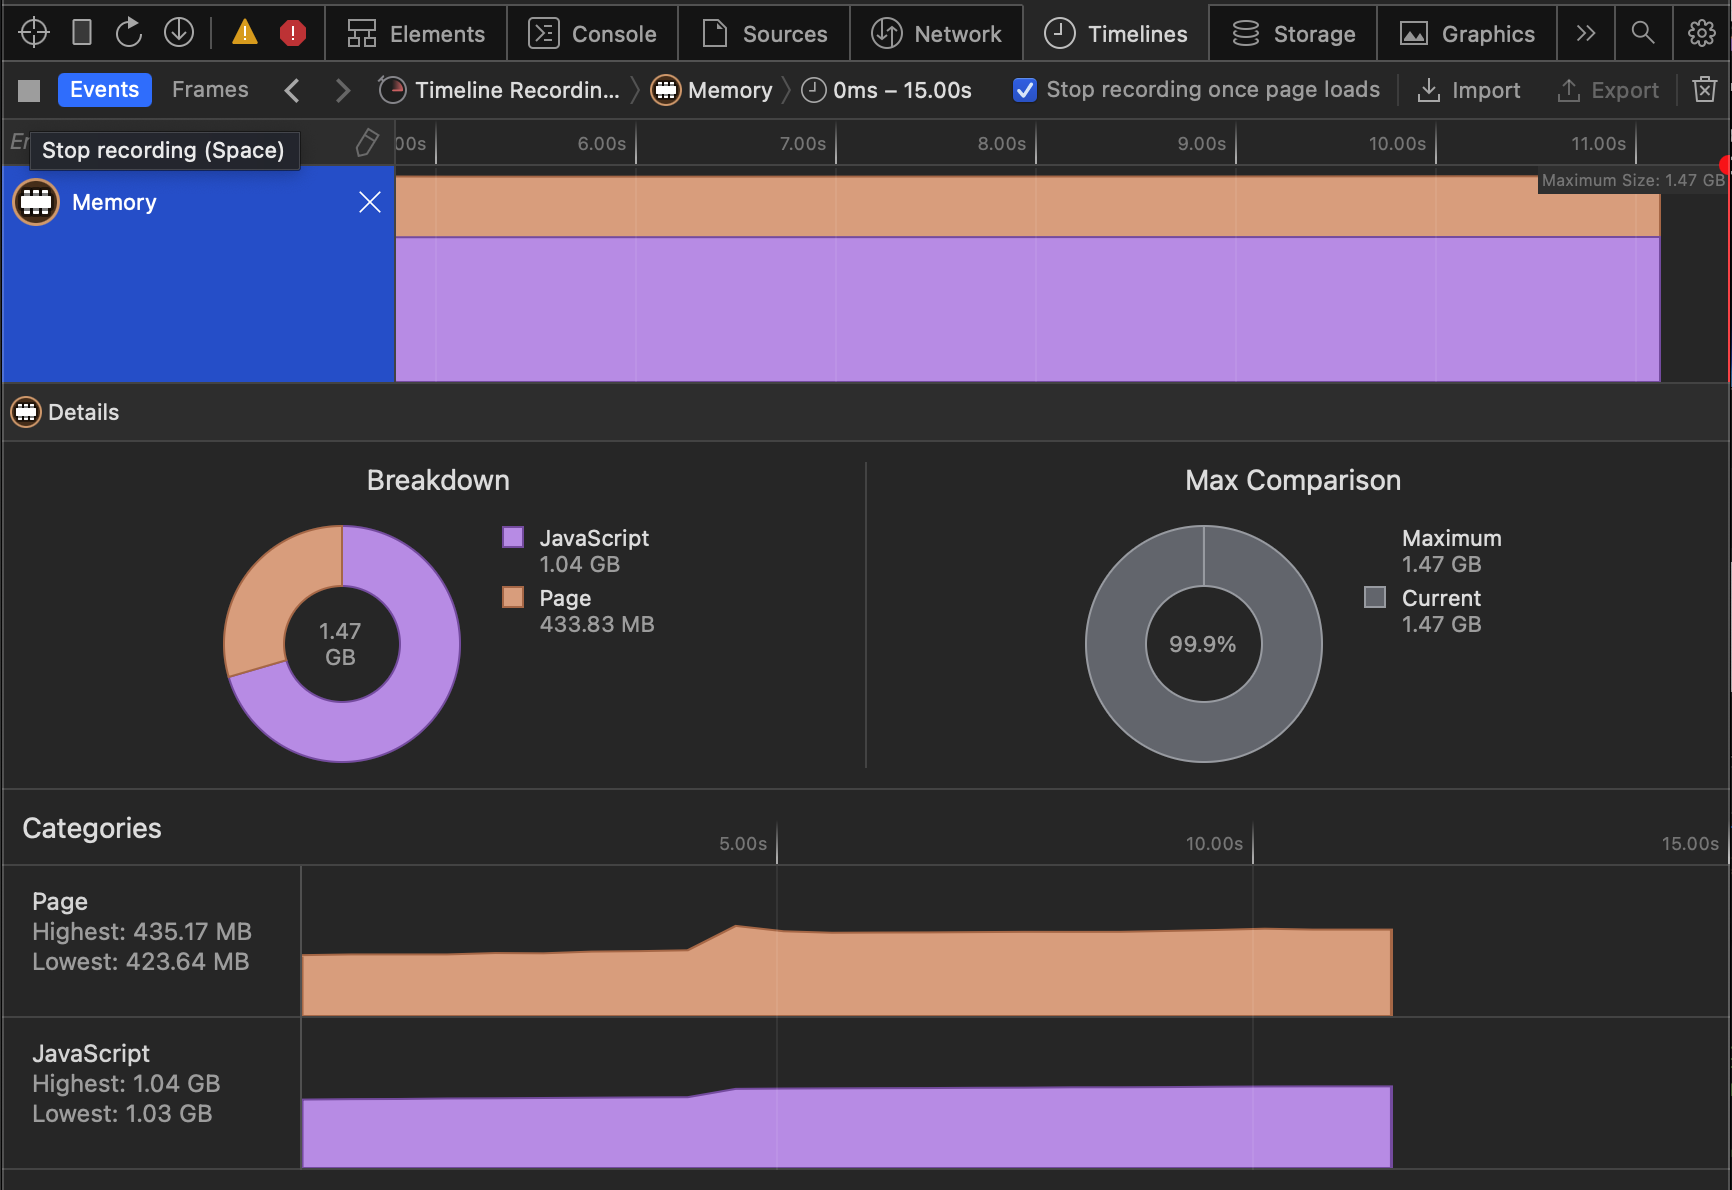 Elements
Console
Sources
Network
Timelines
Storage
Graphics
Events
Frames
Timeline Recordin...
Memory
0ms – 15.00s
Stop recording once page loads
Import
Export
Stop recording (Space)
00s
6.00s
7.00s
8.00s
9.00s
10.00s
11.00s
Memory
Maximum Size: 1.47 GB
Details
Breakdown
1.47
GB
JavaScript
1.04 GB
Page
433.83 MB
Max Comparison
99.9%
Maximum
1.47 GB
Current
1.47 GB
Categories
5.00s
10.00s
15.00s
Page
Highest: 435.17 MB
Lowest: 423.64 MB
JavaScript
Highest: 1.04 GB
Lowest: 1.03 GB